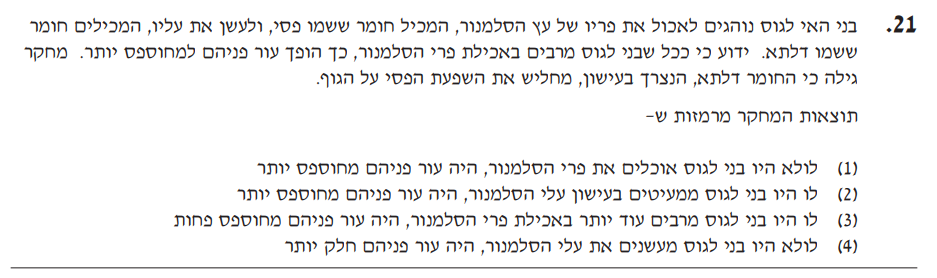 21. בני האי לגוס נוהגים לאכול את פריו של עץ הסלמנור, המכיל חומר ששמו פסי, ולעשן את עליו, המכילים חומר
ששמו דלתא. ידוע כי ככל שבני לגוס מרבים באכילת פרי הסלמנור, כך הופך עור פניהם למחוספס יותר. מחקר
גילה כי החומר דלתא, הנצרך בעישון, מחליש את השפעת הפסי על הגוף.
תוצאות המחקר מרמזות ש-
(1) לולא היו בני לגוס אוכלים את פרי הסלמנור, היה עור פניהם מחוספס יותר
(2) לו היו בני לגוס ממעיטים בעישון עלי הסלמנור, היה עור פניהם מחוספס יותר
(3) לו היו בני לגוס מרבים עוד יותר באכילת פרי הסלמנור, היה עור פניהם מחוספס פחות
(4) לולא היו בני לגוס מעשנים את עלי הסלמנור, היה עור פניהם חלק יותר